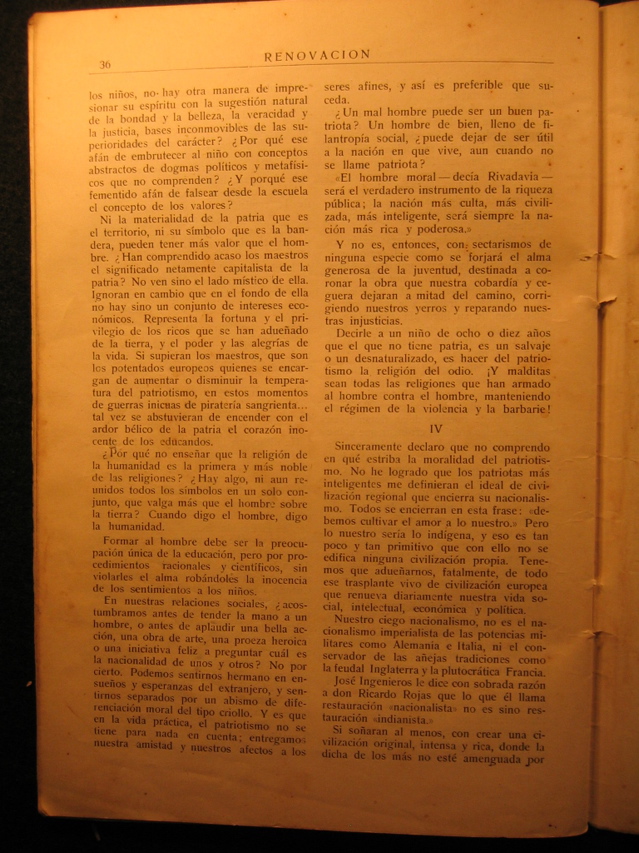 36
RENOVACION
los niños, no hay otra manera de impre-
sionar su espíritu con la sugestión natural
de la bondad y la belleza, la veracidad y
la justicia, bases inconmovibles de las su-
perioridades del carácter? ¿Por qué ese
afán de embrutecer al niño con conceptos
abstractos de dogmas políticos y metafísi-
cos que no comprenden? ¿Y porqué ese
fementido afán de falsear desde la escuela
el concepto de los valores?
Ni la materialidad de la patria que es
el territorio, ni su símbolo que es la ban-
dera, pueden tener más valor que el hom-
bre. ¿Han comprendido acaso los maestros
el significado netamente capitalista de la
patria? No ven sino el lado místico de ella.
Ignoran en cambio que en el fondo de ella
no hay sino un conjunto de intereses eco-
nómicos. Representa la fortuna y el pri-
vilegio de los ricos que se han adueñado
de la tierra, y el poder y las alegrías de
la vida. Si supieran los maestros, que son
los potentados europeos quienes se encar-
gan de aumentar o disminuir la tempera-
tura del patriotismo, en estos momentos
de guerras inicuas de piratería sangrienta...
tal vez se abstuvieran de encender con el
ardor bélico de la patria el corazón ino-
cente de los educandos.
¿Por qué no enseñar que la religión de
la humanidad es la primera y más noble
de las religiones? ¿Hay algo, ni aun re-
unidos todos los símbolos en un solo con-
junto, que valga más que el hombre sobre
la tierra? Cuando digo el hombre, digo
la humanidad.
Formar al hombre debe ser la preocu-
pación única de la educación, pero por pro-
cedimientos racionales y científicos, sin
violarles el alma robándoles la inocencia
de los sentimientos a los niños.
En nuestras relaciones sociales, ¿acos-
tumbramos antes de tender la mano a un
hombre, o antes de aplaudir una bella ac-
ción, una obra de arte, una proeza heroica
o una iniciativa feliz a preguntar cuál es
la nacionalidad de unos y otros? No por
cierto. Podemos sentirnos hermano en en-
sueños y esperanzas del extranjero, y sen-
tirnos separados por un abismo de dife-
renciación moral del tipo criollo. Y es que
en la vida práctica, el patriotismo no se
tiene para nada en cuenta; entregamos
nuestra amistad y nuestros afectos a los
seres afines, y así es preferible que su-
ceda.
¿Un mal hombre puede ser un buen pa-
triota? Un hombre de bien, lleno de fi-
lantropía social, ¿puede dejar de ser útil
a la nación en que vive, aun cuando no
se llame patriota?
«El hombre moral — decía Rivadavia —
será el verdadero instrumento de la riqueza
pública; la nación más culta, más civili-
zada, más inteligente, será siempre la na-
ción más rica y poderosa.»
Y no es, entonces, con sectarismos de
ninguna especie como se forjará el alma
generosa de la juventud, destinada a co-
ronar la obra que nuestra cobardía y ce-
guera dejaran a mitad del camino, corri-
giendo nuestros yerros y reparando nues-
tras injusticias.
Decirle a un niño de ocho o diez años
que el que no tiene patria, es un salvaje
o un desnaturalizado, es hacer del patrio-
tismo la religión del odio. ¡Y malditas
sean todas las religiones que han armado
al hombre contra el hombre, manteniendo
el régimen de la violencia y la barbarie!
IV
Sinceramente declaro que no comprendo
en qué estriba la moralidad del patriotis-
mo. No he logrado que los patriotas más
inteligentes me definieran el ideal de civi-
lización regional que encierra su nacionalis-
mo. Todos se encierran en esta frase: «de-
bemos cultivar el amor a lo nuestro.» Pero
lo nuestro sería lo indígena, y eso es tan
poco y tan primitivo que con ello no se
edifica ninguna civilización propia. Tene-
mos que adueñarnos, fatalmente, de todo
ese trasplante vivo de civilización europea
que renueva diariamente nuestra vida so-
cial, intelectual, económica y política.
Nuestro ciego nacionalismo, no es el na-
cionalismo imperialista de las potencias mi-
litares como Alemania e Italia, ni el con-
servador de las añejas tradiciones como
la feudal Inglaterra y la plutocrática Francia.
José Ingenieros le dice con sobrada razón
a don Ricardo Rojas que lo que él llama
restauración «nacionalista» no es sino res-
tauración «indianista.»
Si soñaran al menos, con crear una ci-
vilización original, intensa y rica, donde la
dicha de los más no esté amenguada por